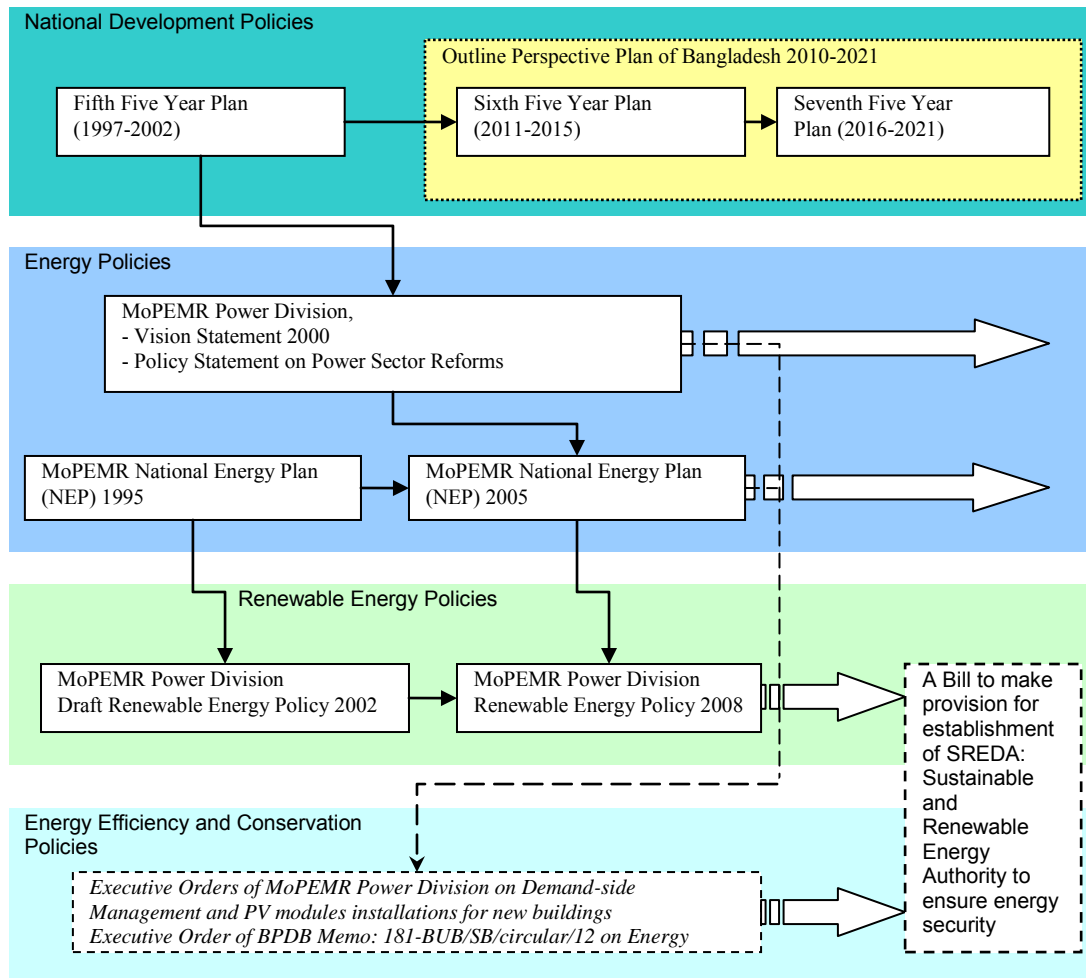 National Development Policies
Outline Perspective Plan of Bangladesh 2010-2021
Fifth Five Year Plan
(1997-2002)
Sixth Five Year Plan
(2011-2015)
Seventh Five Year
Plan (2016-2021)
Energy Policies
MoPEMR Power Division,
- Vision Statement 2000
- Policy Statement on Power Sector Reforms
MoPEMR National Energy Plan
(NEP) 1995
MoPEMR National Energy Plan
(NEP) 2005
Renewable Energy Policies
MoPEMR Power Division
Draft Renewable Energy Policy 2002
MoPEMR Power Division
Renewable Energy Policy 2008
A Bill to make
provision for
establishment
of SREDA:
Sustainable
and
Renewable
Energy
Authority to
ensure energy
security
Energy Efficiency and Conservation
Policies
Executive Orders of MoPEMR Power Division on Demand-side
Management and PV modules installations for new buildings
Executive Order of BPDB Memo: 181-BUB/SB/circular/12 on Energy